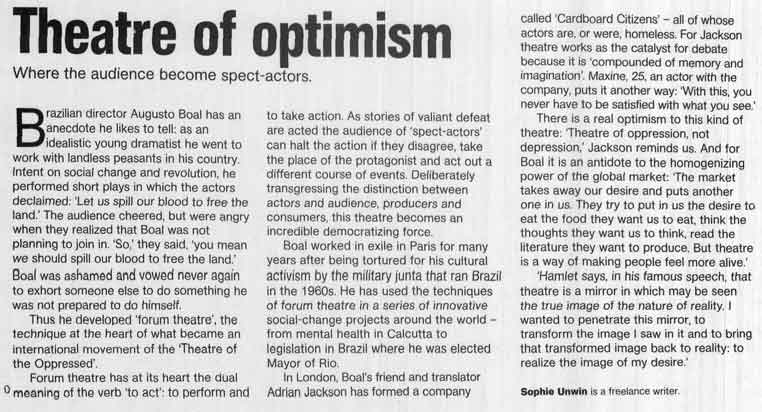 Theatre of optimism
Where the audience become spect-actors.
Brazilian director Augusto Boal has an
anecdote he likes to tell: as an
idealistic young dramatist he went to
work with landless peasants in his country.
Intent on social change and revolution, he
performed short plays in which the actors
declaimed: 'Let us spill our blood to free the
land.' The audience cheered, but were angry
when they realized that Boal was not
planning to join in. 'So,' they said, 'you mean
we should spill our blood to free the land.'
Boal was ashamed and vowed never again
to exhort someone else to do something he
was not prepared to do himself.
Thus he developed 'forum theatre', the
technique at the heart of what became an
international movement of the 'Theatre of
the Oppressed'.
Forum theatre has at its heart the dual
meaning of the verb 'to act': to perform and
to take action. As stories of valiant defeat
are acted the audience of 'spect-actors'
can halt the action if they disagree, take
the place of the protagonist and act out a
different course of events. Deliberately
transgressing the distinction between
actors and audience, producers and
consumers, this theatre becomes an
incredible democratizing force.
Boal worked in exile in Paris for many
years after being tortured for his cultural
activism by the military junta that ran Brazil
in the 1960s. He has used the techniques
of forum theatre in a series of innovative
social-change projects around the world –
from mental health in Calcutta to
legislation in Brazil where he was elected
Mayor of Rio.
In London, Boal's friend and translator
Adrian Jackson has formed a company
called 'Cardboard Citizens' – all of whose
actors are, or were, homeless. For Jackson
theatre works as the catalyst for debate
because it is 'compounded of memory and
imagination'. Maxine, 25, an actor with the
company, puts it another way: 'With this, you
never have to be satisfied with what you see.'
There is a real optimism to this kind of
theatre: 'Theatre of oppression, not
depression,' Jackson reminds us. And for
Boal it is an antidote to the homogenizing
power of the global market: 'The market
takes away our desire and puts another
one in us. They try to put in us the desire to
eat the food they want us to eat, think the
thoughts they want us to think, read the
literature they want to produce. But theatre
is a way of making people feel more alive.'
'Hamlet says, in his famous speech, that
theatre is a mirror in which may be seen
the true image of the nature of reality. I
wanted to penetrate this mirror, to
transform the image I saw in it and to bring
that transformed image back to reality: to
realize the image of my desire.'
Sophie Unwin is a freelance writer.